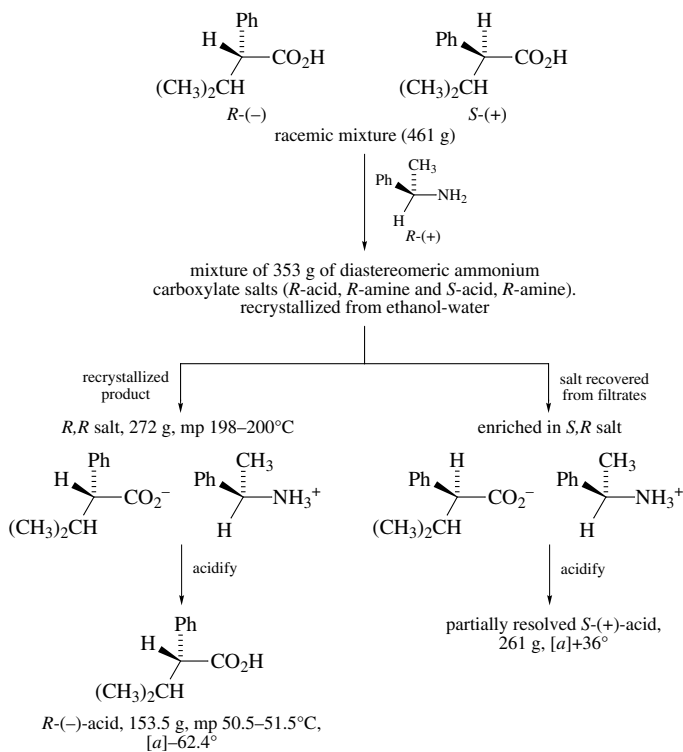 Ph
H
CO₂H
(CH₃)₂CH
R-(–)
H
Ph
CO₂H
(CH₃)₂CH
S-(+)
racemic mixture (461 g)
CH₃
Ph
NH₂
H
R-(+)
mixture of 353 g of diastereomeric ammonium
carboxylate salts (R-acid, R-amine and S-acid, R-amine).
recrystallized from ethanol-water
recrystallized
product
salt recovered
from filtrates
R,R salt, 272 g, mp 198–200°C
enriched in S,R salt
Ph
H
CO₂⁻
(CH₃)₂CH
CH₃
Ph
NH₃⁺
H
H
Ph
CO₂⁻
(CH₃)₂CH
CH₃
Ph
NH₃⁺
H
acidify
acidify
Ph
H
CO₂H
(CH₃)₂CH
partially resolved S-(+)-acid,
261 g, [a]+36°
R-(–)-acid, 153.5 g, mp 50.5–51.5°C,
[a]–62.4°